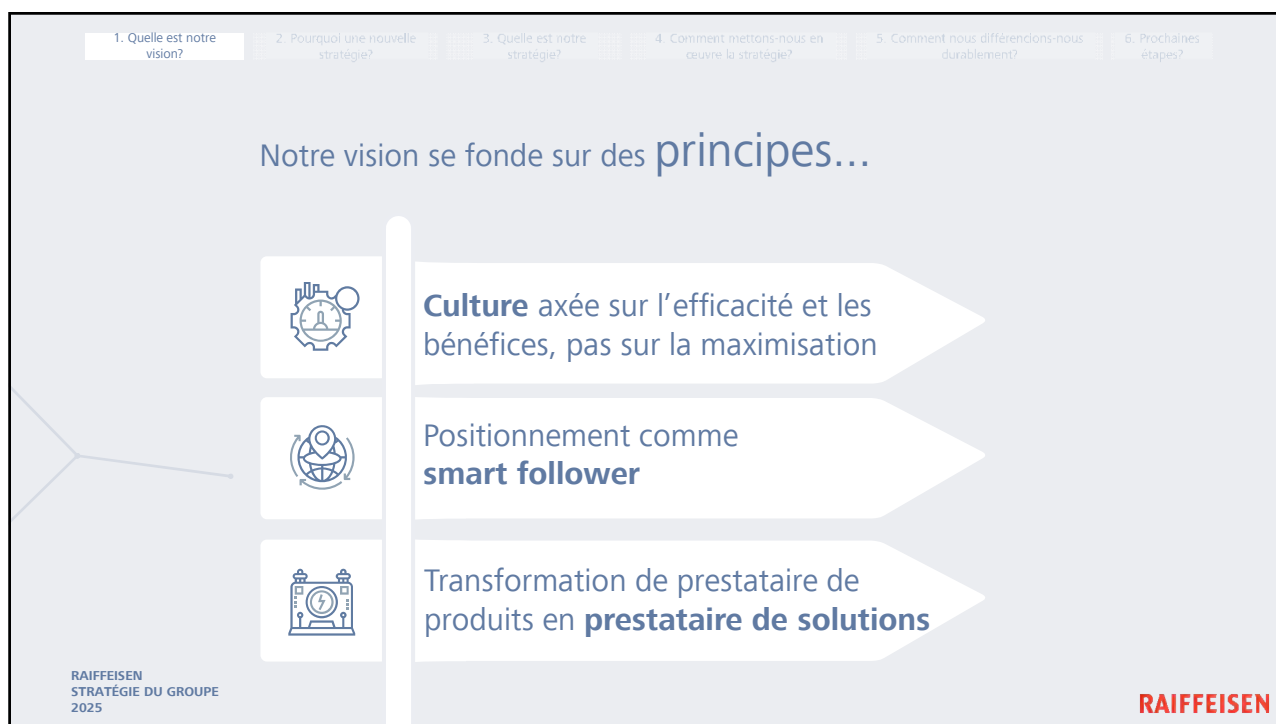 1. Quelle est notre
vision?
2. Pourquoi une nouvelle
stratégie?
3. Quelle est notre
stratégie?
4. Comment mettons-nous en
œuvre la stratégie?
5. Comment nous différencions-nous
durablement?
6. Prochaines
étapes?
Notre vision se fonde sur des principes...
Culture axée sur l'efficacité et les
bénéfices, pas sur la maximisation
Positionnement comme
smart follower
Transformation de prestataire de
produits en prestataire de solutions
RAIFFEISEN
STRATÉGIE DU GROUPE
2025
RAIFFEISEN